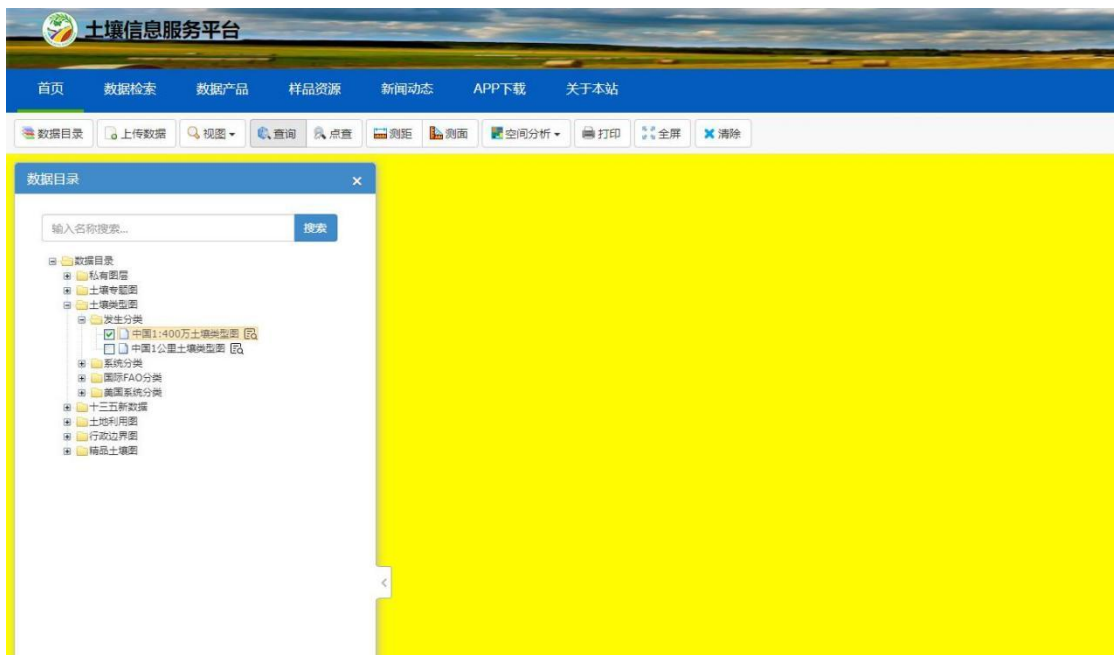 土壤信息服务平台
首页 数据检索 数据产品 样品资源 新闻动态 APP下载 关于本站
数据目录 上传数据 视图 查询 点查 测距 测面 空间分析 打印 全屏 清除
数据目录 ×
输入名称搜索... 搜索
数据目录
私有图层
土壤专题图
土壤类型图
发生分类
中国1:400万土壤类型图
中国1公里土壤类型图
系统分类
国际FAO分类
美国系统分类
十三五新数据
土地利用图
行政边界图
精品土壤图